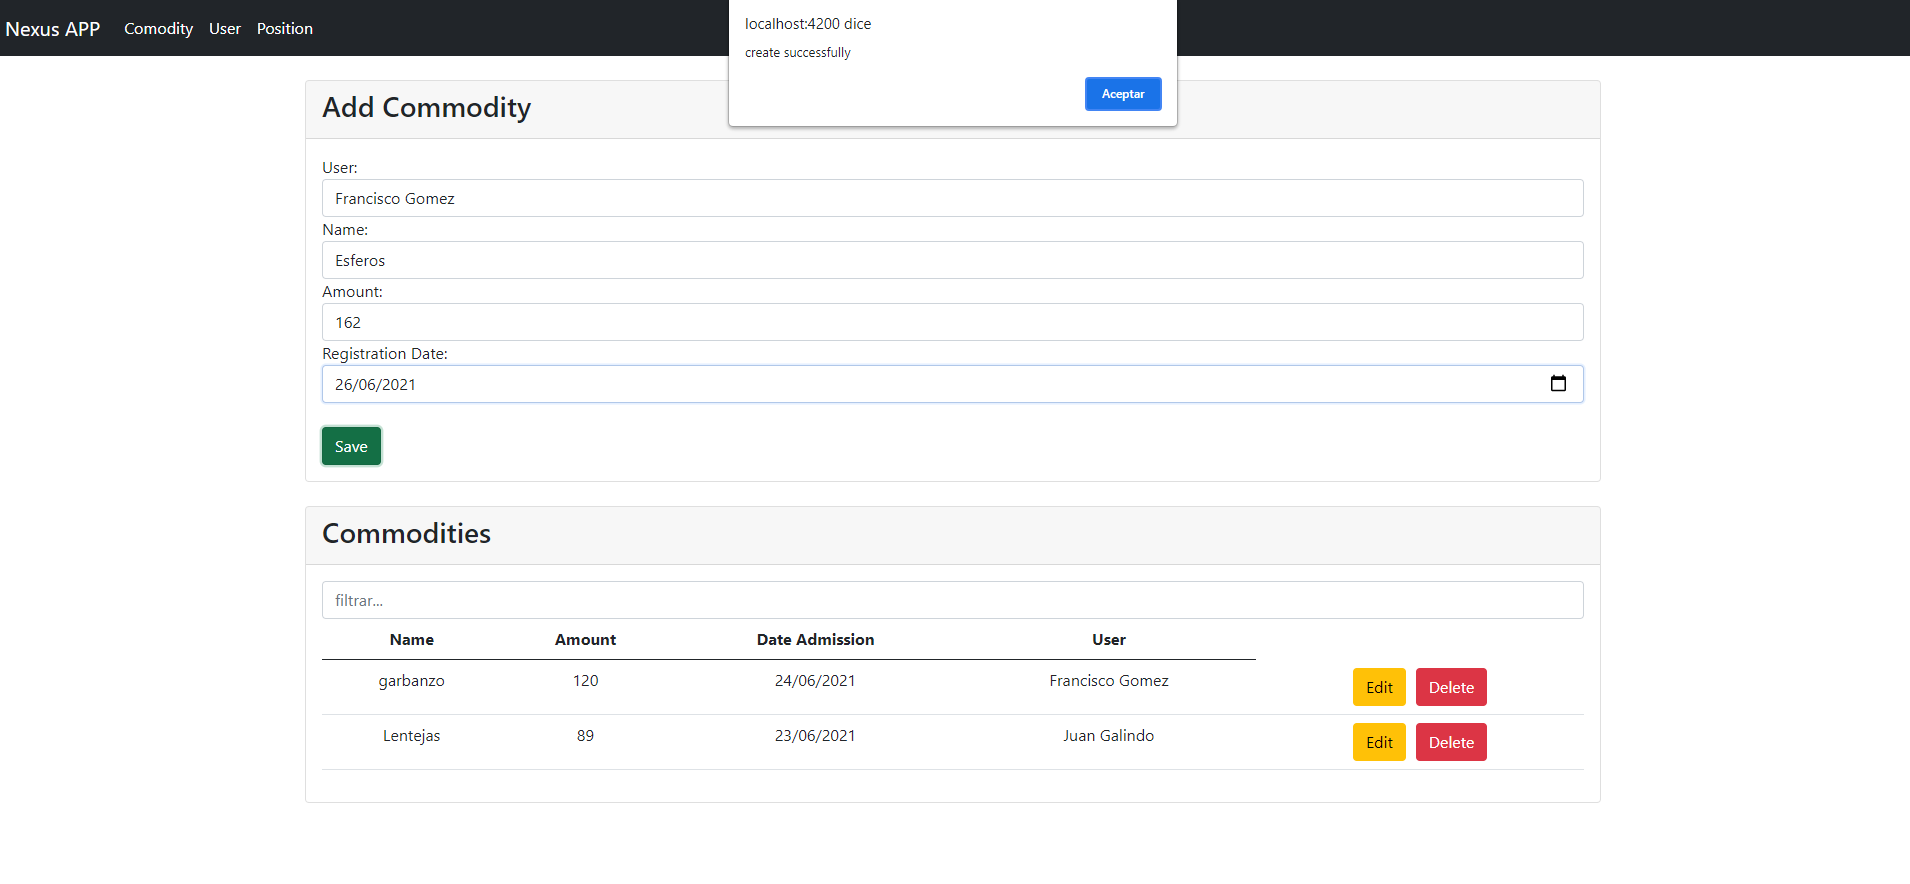 Nexus APP Comodity User Position
localhost:4200 dice
create successfully
Aceptar
Add Commodity
User:
Francisco Gomez
Name:
Esferos
Amount:
162
Registration Date:
26/06/2021
Save
Commodities
filtrar...
Name Amount Date Admission User
garbanzo 120 24/06/2021 Francisco Gomez Edit Delete
Lentejas 89 23/06/2021 Juan Galindo Edit Delete